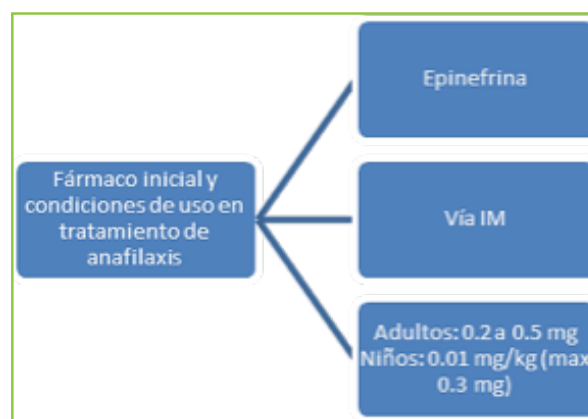 Fármaco inicial y
condiciones de uso en
tratamiento de
anafilaxis
Epinefrina
Vía IM
Adultos: 0.2 a 0.5 mg
Niños: 0.01 mg/kg (max
0.3 mg)